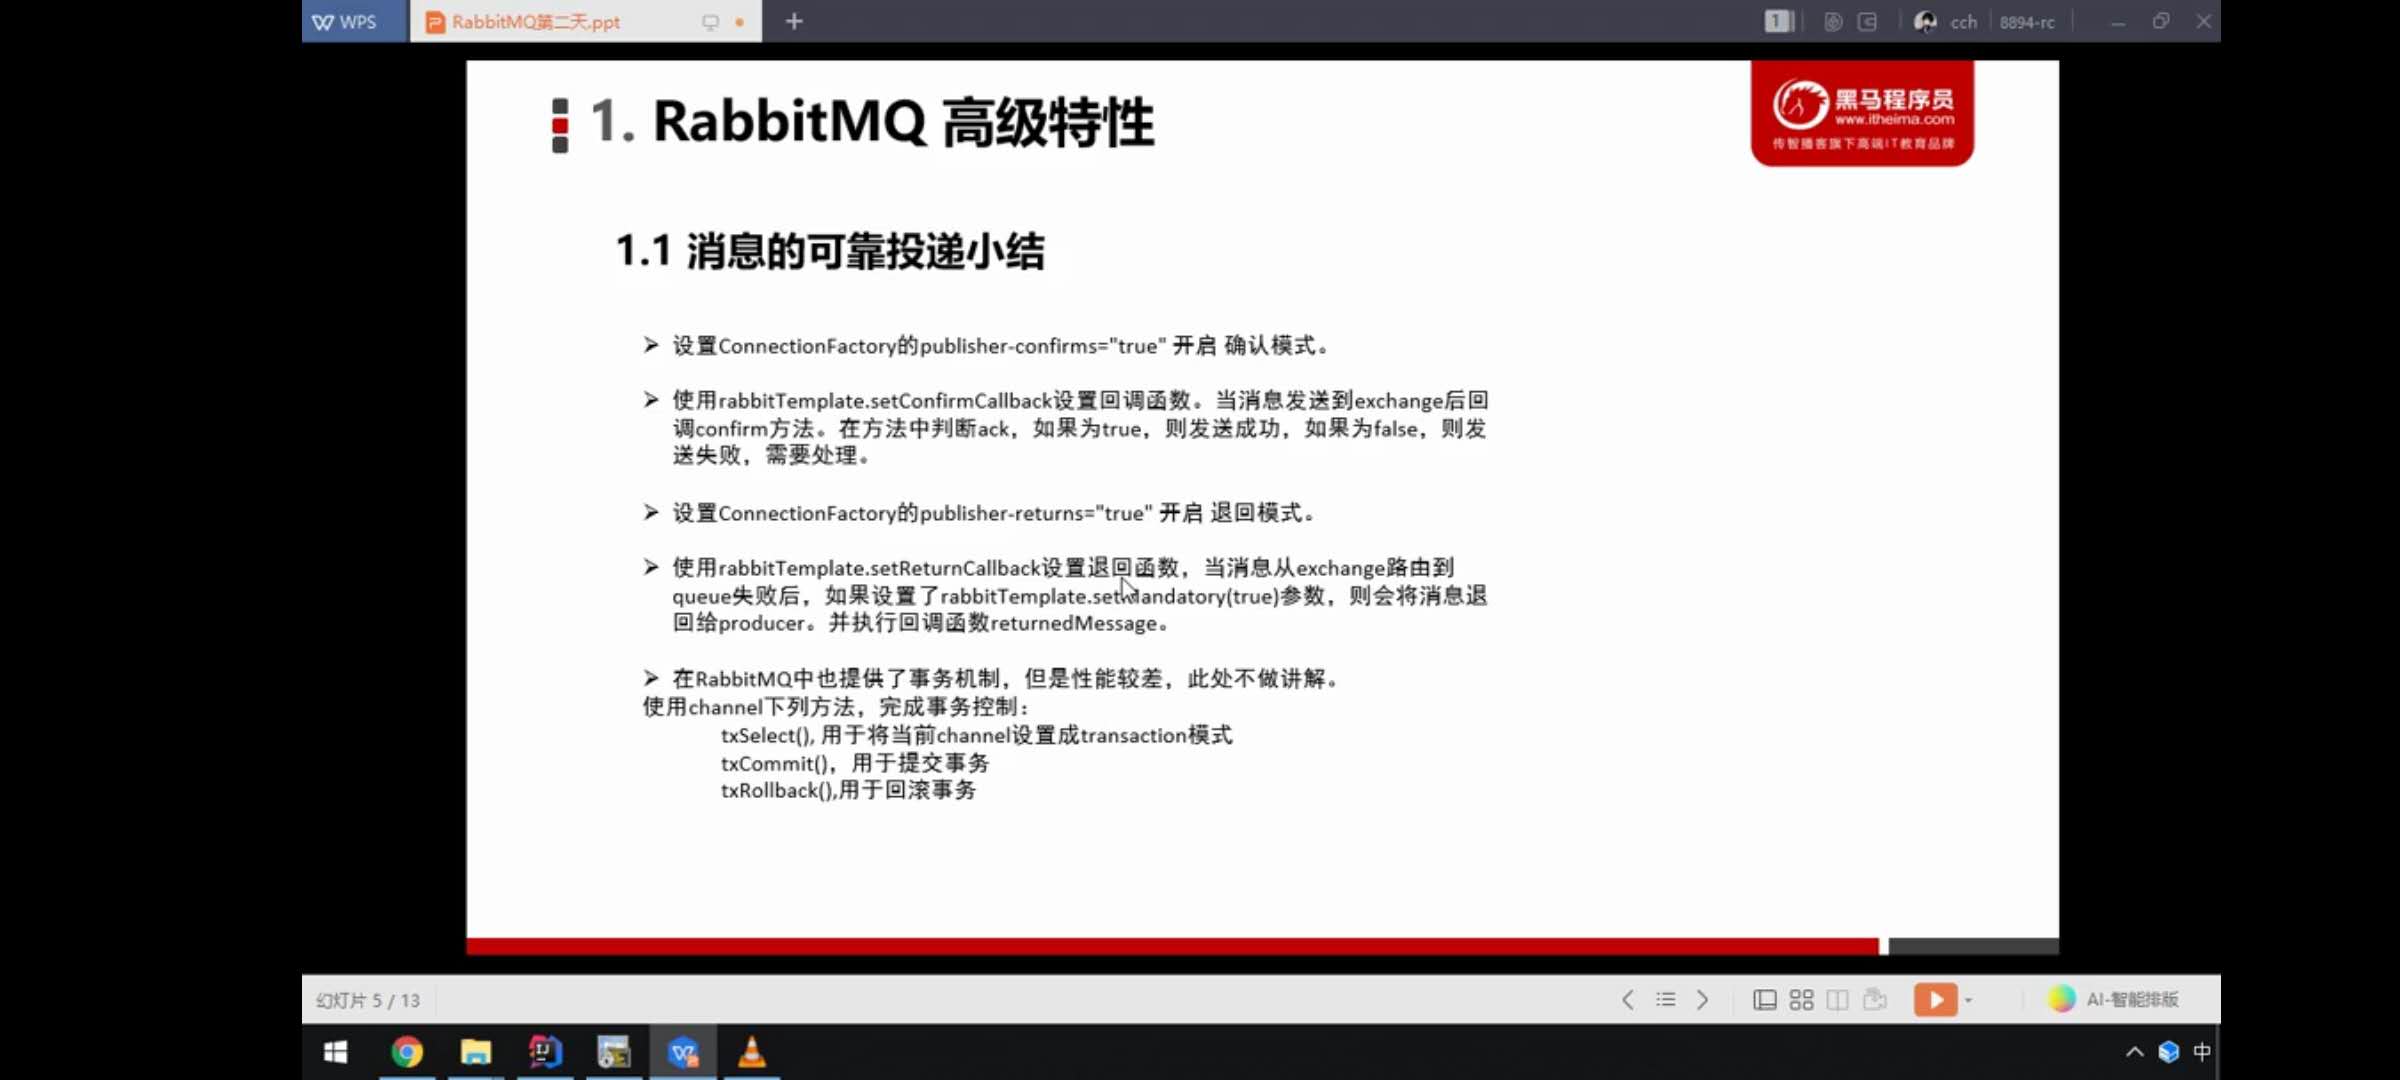 WPS
RabbitMQ第二天.ppt
1
cch
8894-rc
1. RabbitMQ 高级特性
黑马程序员
www.itheima.com
传智播客旗下高端IT教育品牌
1.1 消息的可靠投递小结
➢ 设置ConnectionFactory的publisher-confirms="true" 开启 确认模式。
➢ 使用rabbitTemplate.setConfirmCallback设置回调函数。当消息发送到exchange后回
调confirm方法。在方法中判断ack，如果为true，则发送成功，如果为false，则发
送失败，需要处理。
➢ 设置ConnectionFactory的publisher-returns="true" 开启 退回模式。
➢ 使用rabbitTemplate.setReturnCallback设置退回函数，当消息从exchange路由到
queue失败后，如果设置了rabbitTemplate.setMandatory(true)参数，则会将消息退
回给producer。并执行回调函数returnedMessage。
➢ 在RabbitMQ中也提供了事务机制，但是性能较差，此处不做讲解。
使用channel下列方法，完成事务控制：
txSelect(), 用于将当前channel设置成transaction模式
txCommit()，用于提交事务
txRollback(),用于回滚事务
幻灯片 5 / 13
AI-智能排版
中